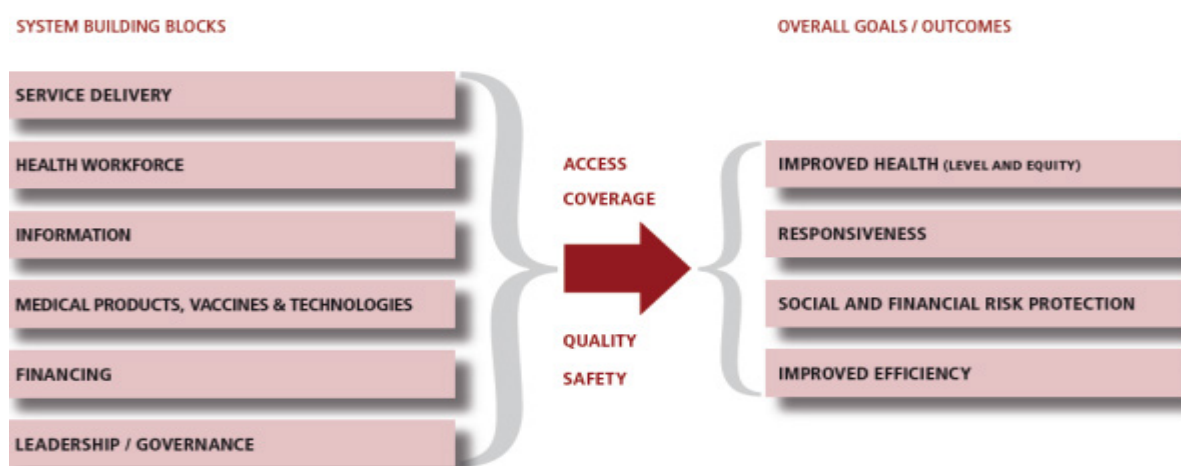 SYSTEM BUILDING BLOCKS
SERVICE DELIVERY
HEALTH WORKFORCE
INFORMATION
MEDICAL PRODUCTS, VACCINES & TECHNOLOGIES
FINANCING
LEADERSHIP / GOVERNANCE
ACCESS
COVERAGE
QUALITY
SAFETY
OVERALL GOALS / OUTCOMES
IMPROVED HEALTH (LEVEL AND EQUITY)
RESPONSIVENESS
SOCIAL AND FINANCIAL RISK PROTECTION
IMPROVED EFFICIENCY